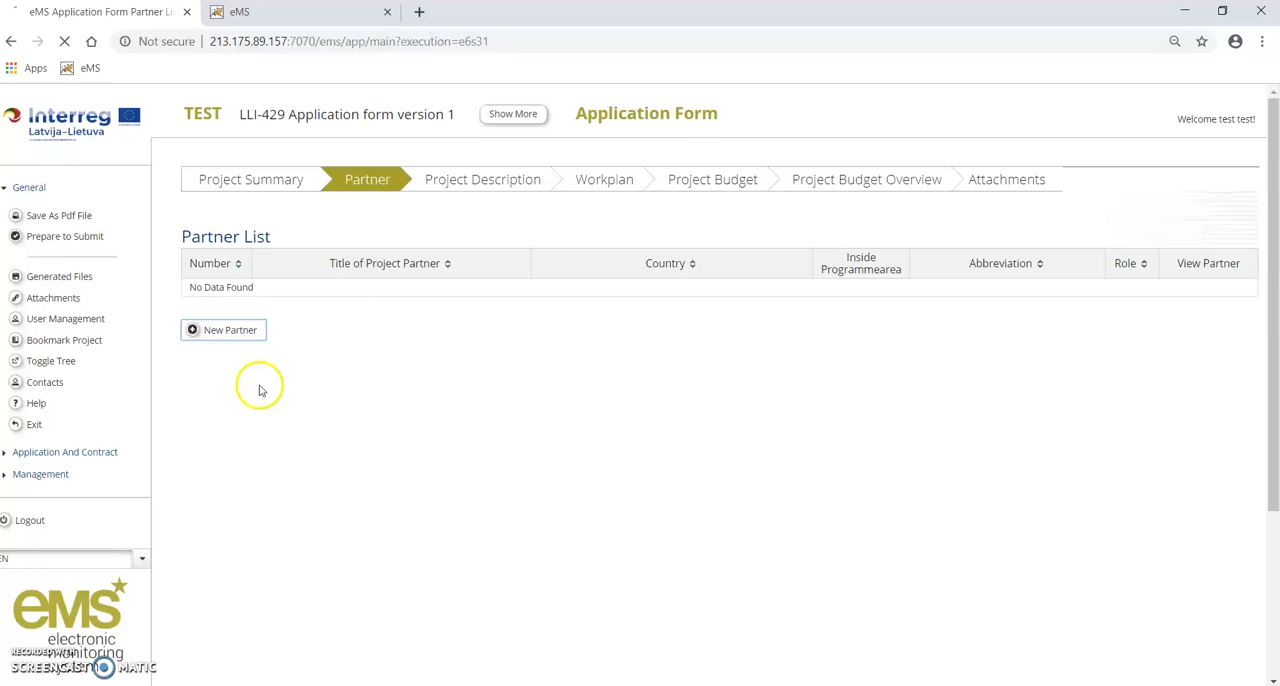 eMS Application Form Partner Li
eMS
Not secure
213.175.89.157:7070/ems/app/main?execution=e6s31
Apps
eMS
Interreg
Latvija-Lietuva
TEST
LLI-429 Application form version 1
Show More
Application Form
Welcome test test!
General
Save As Pdf File
Prepare to Submit
Generated Files
Attachments
User Management
Bookmark Project
Toggle Tree
Contacts
Help
Exit
Application And Contract
Management
Logout
EN
Project Summary
Partner
Project Description
Workplan
Project Budget
Project Budget Overview
Attachments
Partner List
Number
Title of Project Partner
Country
Inside
Programmearea
Abbreviation
Role
View Partner
No Data Found
New Partner
eMS
electronic
monitoring
RECORDED WITH
SCREENCAST MATIC